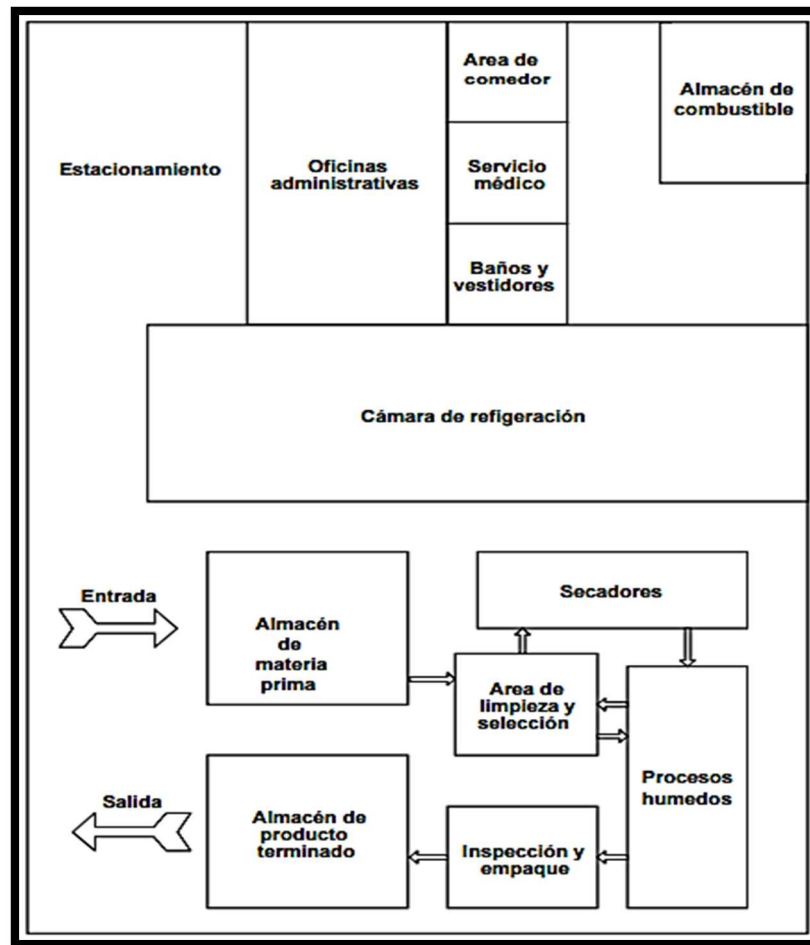 Area de
comedor
Almacén de
combustible
Estacionamiento
Oficinas
administrativas
Servicio
médico
Baños y
vestidores
Cámara de refigeración
Entrada
Almacén
de
materia
prima
Secadores
Area de
limpieza y
selección
Procesos
humedos
Salida
Almacén de
producto
terminado
Inspección y
empaque